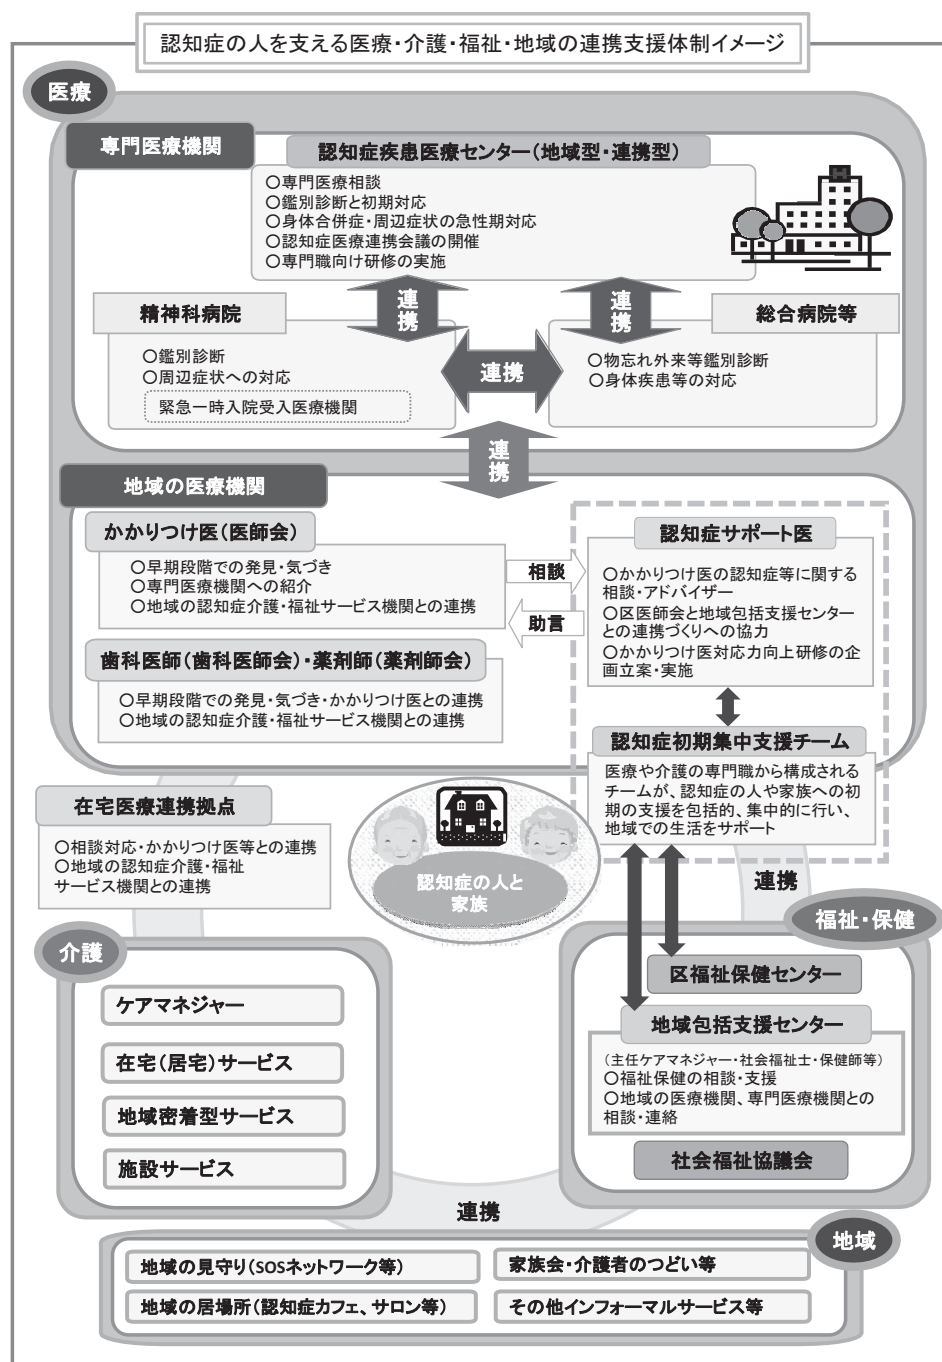 認知症の人を支える医療・介護・福祉・地域の連携支援体制イメージ
医療
専門医療機関
認知症疾患医療センター(地域型・連携型)
○専門医療相談
○鑑別診断と初期対応
○身体合併症・周辺症状の急性期対応
○認知症医療連携会議の開催
○専門職向け研修の実施
連携
連携
精神科病院
○鑑別診断
○周辺症状への対応
緊急一時入院受入医療機関
連携
総合病院等
○物忘れ外来等鑑別診断
○身体疾患等の対応
連携
地域の医療機関
かかりつけ医(医師会)
○早期段階での発見・気づき
○専門医療機関への紹介
○地域の認知症介護・福祉サービス機関との連携
相談
助言
認知症サポート医
○かかりつけ医の認知症等に関する
相談・アドバイザー
○区医師会と地域包括支援センター
との連携づくりへの協力
○かかりつけ医対応力向上研修の企
画立案・実施
歯科医師(歯科医師会)・薬剤師(薬剤師会)
○早期段階での発見・気づき・かかりつけ医との連携
○地域の認知症介護・福祉サービス機関との連携
認知症初期集中支援チーム
医療や介護の専門職から構成される
チームが、認知症の人や家族への初
期の支援を包括的、集中的に行い、
地域での生活をサポート
在宅医療連携拠点
○相談対応・かかりつけ医等との連携
○地域の認知症介護・福祉
サービス機関との連携
認知症の人と
家族
連携
介護
ケアマネジャー
在宅(居宅)サービス
地域密着型サービス
施設サービス
福祉・保健
区福祉保健センター
地域包括支援センター
(主任ケアマネジャー・社会福祉士・保健師等)
○福祉保健の相談・支援
○地域の医療機関、専門医療機関との
相談・連絡
社会福祉協議会
連携
地域
地域の見守り(SOSネットワーク等)
家族会・介護者のつどい等
地域の居場所(認知症カフェ、サロン等)
その他インフォーマルサービス等